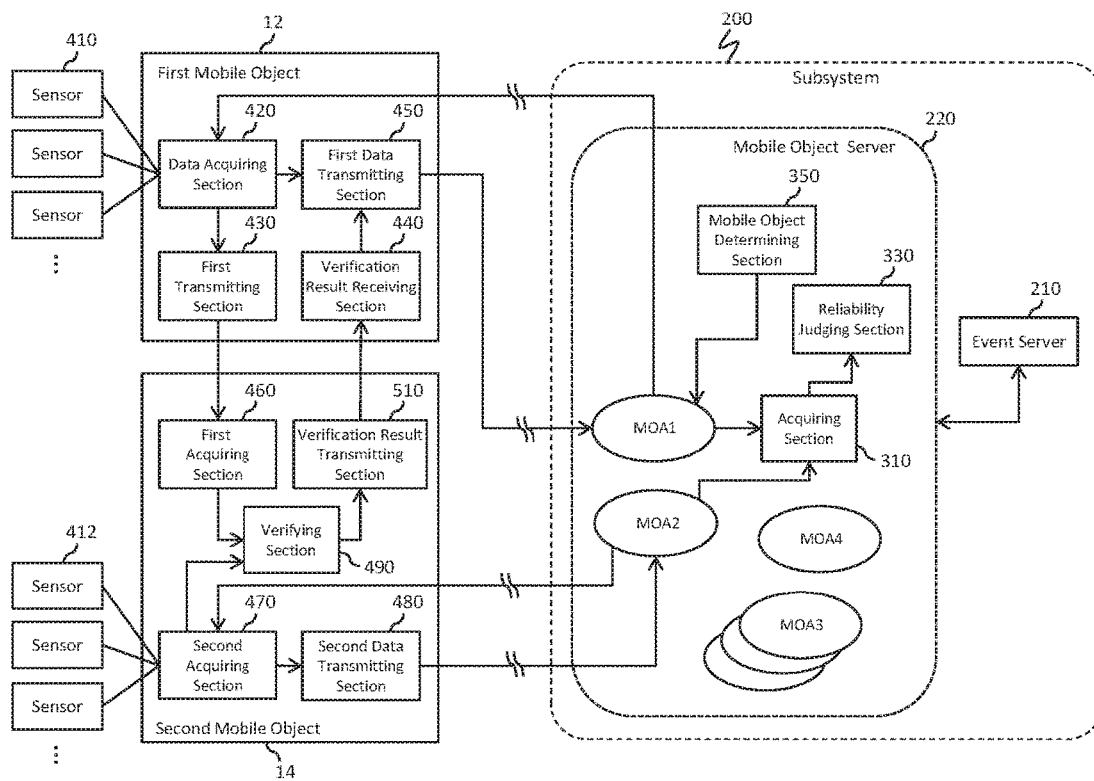 200
12
410
First Mobile Object
Subsystem
Sensor
420
450
220
Mobile Object Server
Sensor
Data Acquiring
Section
First Data
Transmitting
Section
350
Sensor
430
440
Mobile Object
Determining
Section
⋮
First
Transmitting
Section
Verification
Result Receiving
Section
330
210
Reliability
Judging Section
Event Server
460
510
First
Acquiring
Section
Verification Result
Transmitting
Section
MOA1
Acquiring
Section
310
412
Verifying
Section
490
MOA2
MOA4
Sensor
470
480
Sensor
Second
Acquiring
Section
Second Data
Transmitting
Section
MOA3
Sensor
Second Mobile Object
⋮
14